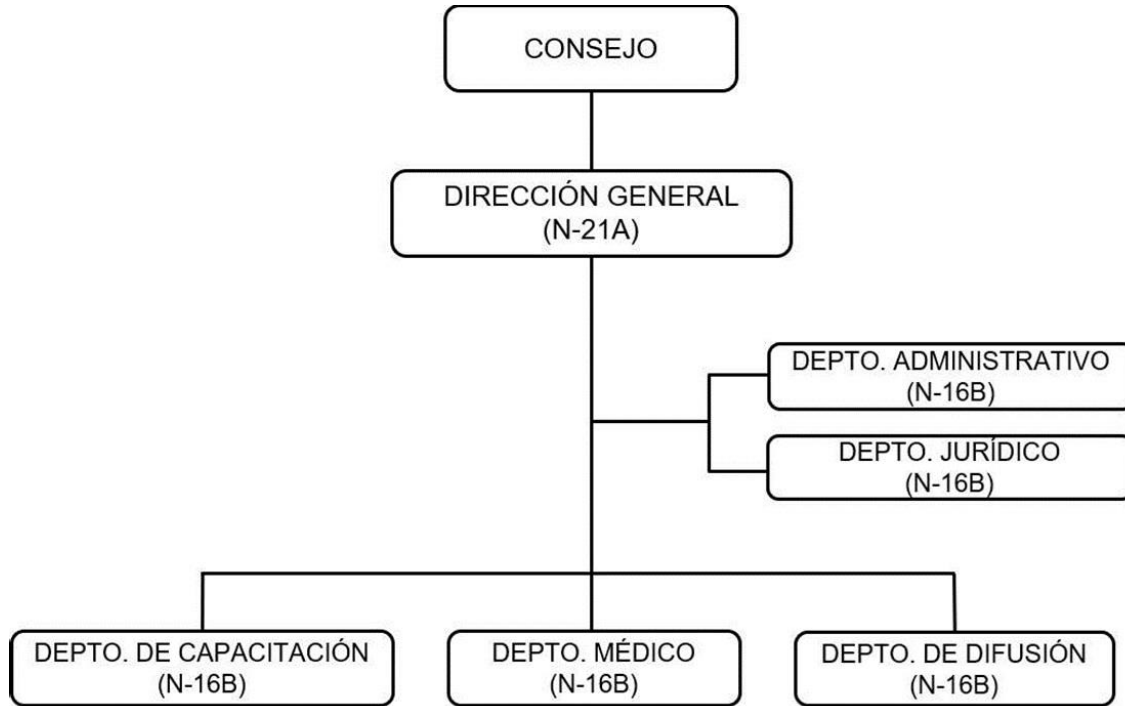 CONSEJO
DIRECCIÓN GENERAL
(N-21A)
DEPTO. ADMINISTRATIVO
(N-16B)
DEPTO. JURÍDICO
(N-16B)
DEPTO. DE CAPACITACIÓN
(N-16B)
DEPTO. MÉDICO
(N-16B)
DEPTO. DE DIFUSIÓN
(N-16B)